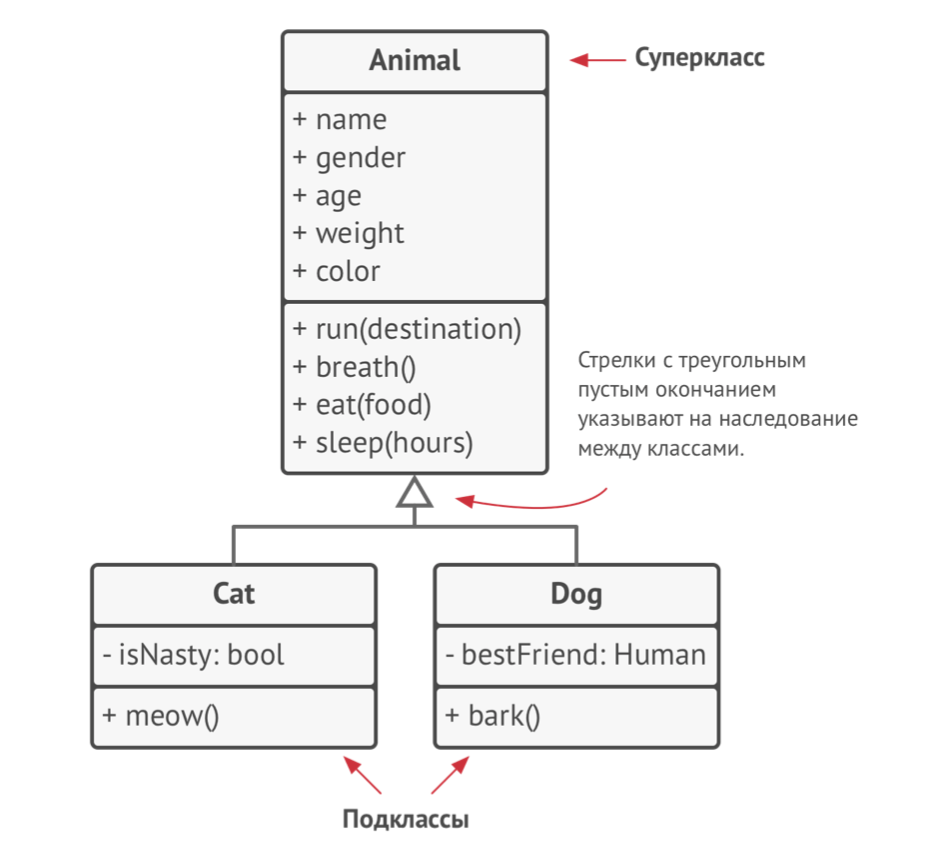 Animal
Суперкласс
+ name
+ gender
+ age
+ weight
+ color
+ run(destination)
+ breath()
+ eat(food)
+ sleep(hours)
Стрелки с треугольным
пустым окончанием
указывают на наследование
между классами.
Cat
- isNasty: bool
+ meow()
Dog
- bestFriend: Human
+ bark()
Подклассы